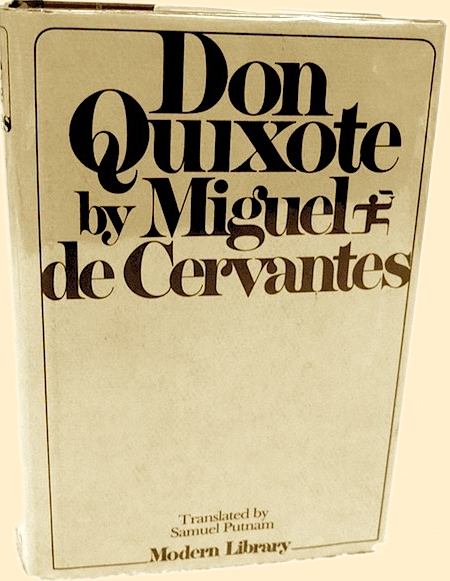 Don
Quixote
by Miguel
de Cervantes
Translated by
Samuel Putnam
Modern Library